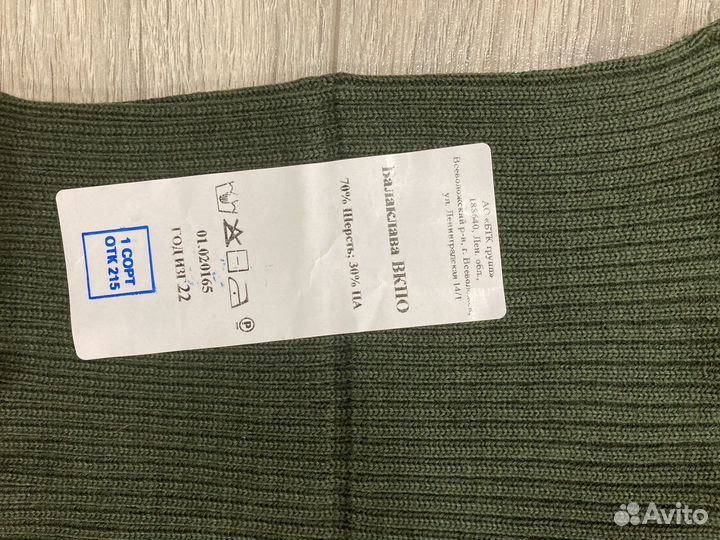 АО «БТК групп»
188640, Лен. обл.,
Всеволожский р-н, г. Всеволожск,
ул. Ленинградская 14/1
Балаклава ВКПО
70% Шерсть; 30% ПА
P
01.420165
ГОД ИЗГ 22
1 СОРТ
ОТК 215
Avito